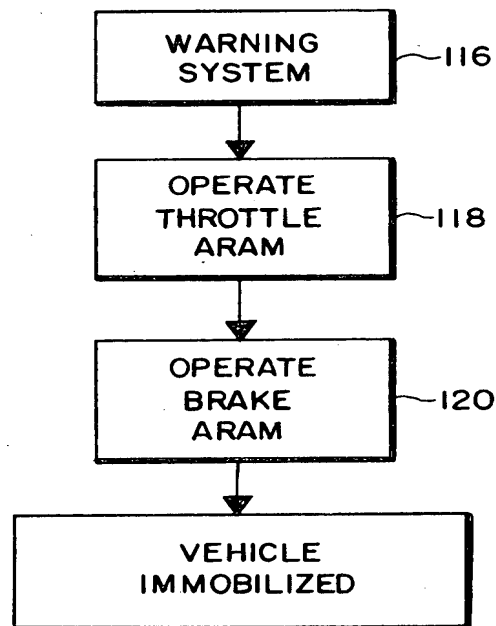 WARNING
SYSTEM
116
OPERATE
THROTTLE
ARAM
118
OPERATE
BRAKE
ARAM
120
VEHICLE
IMMOBILIZED